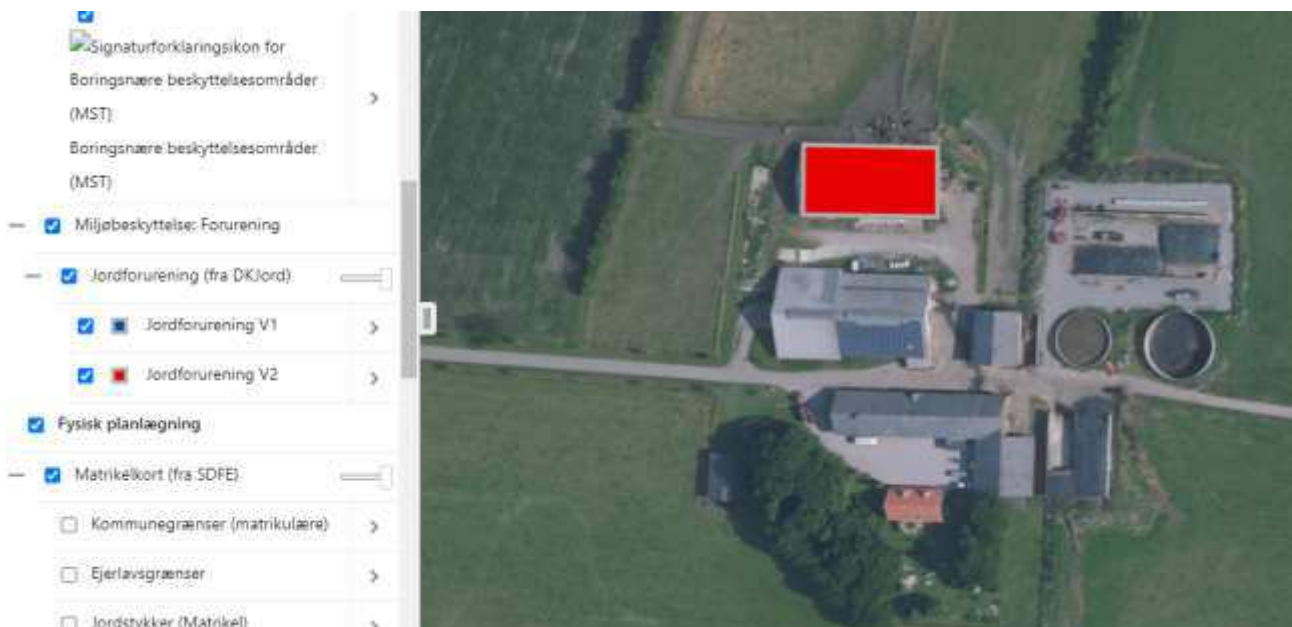 Signaturforklaringsikon for
Boringsnære beskyttelsesområder
(MST)
Boringsnære beskyttelsesområder
(MST)
Miljøbeskyttelse: Forurening
Jordforurening (fra DKJord)
Jordforurening V1
Jordforurening V2
Fysisk planlægning
Matrikelkort (fra SDFE)
Kommunegrænser (matrikulære)
Ejerlavsgrænser
Jordstykker (Matrikel)